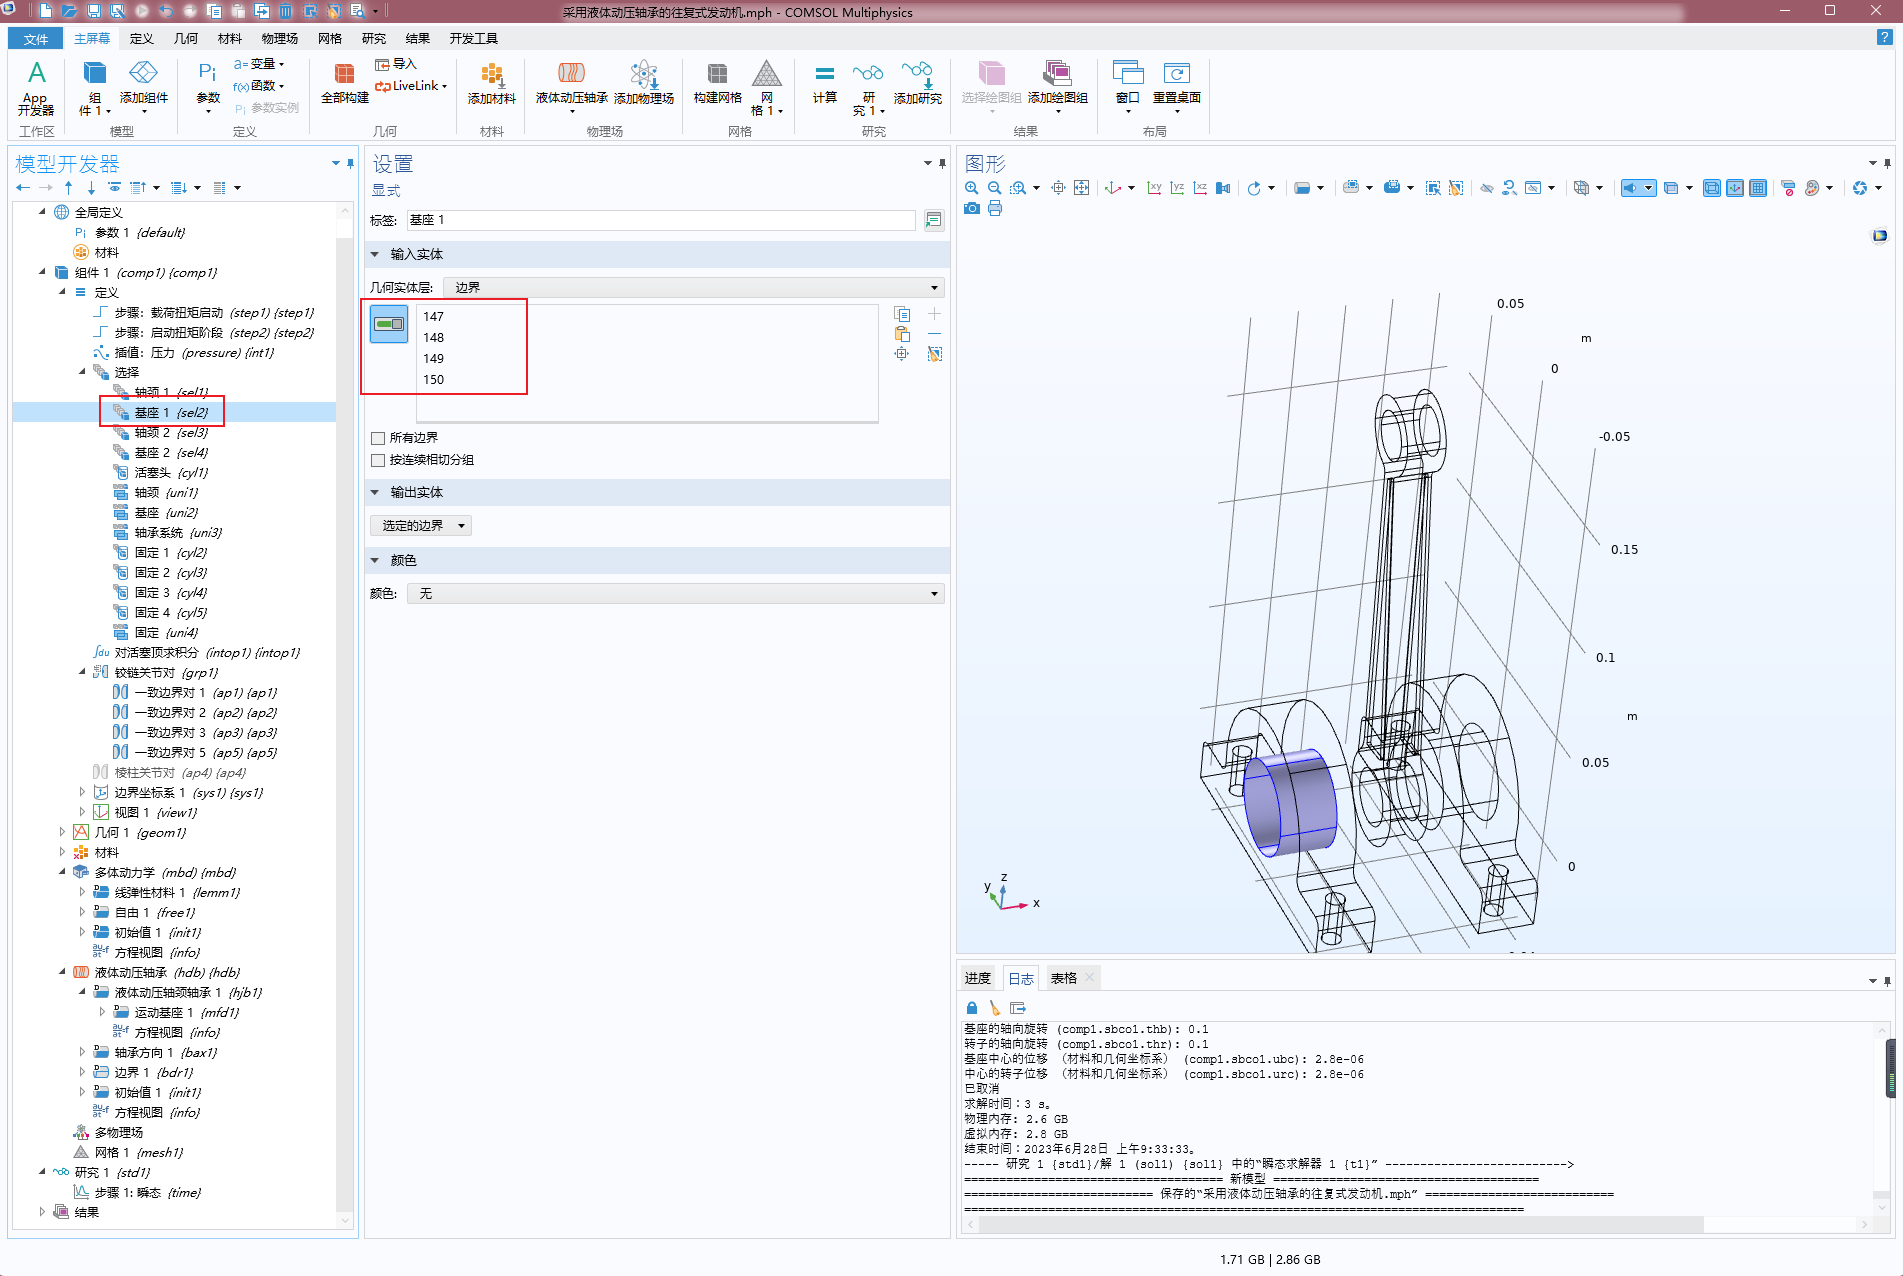 采用液体动压轴承的往复式发动机.mph - COMSOL Multiphysics
文件 主屏幕 定义 几何 材料 物理场 网格 研究 结果 开发工具
App 开发器
组件 1
添加组件
参数
a= 变量
f(x) 函数
Pi 参数实例
全部构建
导入
LiveLink
添加材料
液体动压轴承
添加物理场
构建网格
网格 1
计算
研究 1
添加研究
选择绘图组
添加绘图组
窗口
重置桌面
工作区 模型 定义 几何 材料 物理场 网格 研究 结果 布局
模型开发器
全局定义
Pi 参数 1 {default}
材料
组件 1 (comp1) {comp1}
定义
步骤: 载荷扭矩启动 (step1) {step1}
步骤: 启动扭矩阶段 (step2) {step2}
插值: 压力 (pressure) {int1}
选择
轴颈 1 {sel1}
基座 1 {sel2}
轴颈 2 {sel3}
基座 2 {sel4}
活塞头 {cyl1}
轴颈 {uni1}
基座 {uni2}
轴承系统 {uni3}
固定 1 {cyl2}
固定 2 {cyl3}
固定 3 {cyl4}
固定 4 {cyl5}
固定 {uni4}
∫du 对活塞顶求积分 (intop1) {intop1}
铰链关节对 {grp1}
一致边界对 1 (ap1) {ap1}
一致边界对 2 (ap2) {ap2}
一致边界对 3 (ap3) {ap3}
一致边界对 5 (ap5) {ap5}
棱柱关节对 (ap4) {ap4}
边界坐标系 1 (sys1) {sys1}
视图 1 {view1}
几何 1 {geom1}
材料
多体动力学 (mbd) {mbd}
线弹性材料 1 {lemm1}
自由 1 {free1}
初始值 1 {init1}
方程视图 {info}
液体动压轴承 (hdb) {hdb}
液体动压轴颈轴承 1 {hjb1}
运动基座 1 {mfd1}
方程视图 {info}
轴承方向 1 {bax1}
边界 1 {bdr1}
初始值 1 {init1}
方程视图 {info}
多物理场
网格 1 {mesh1}
研究 1 {std1}
步骤 1: 瞬态 {time}
结果
设置
显式
标签: 基座 1
输入实体
几何实体层: 边界
147
148
149
150
所有边界
按连续相切分组
输出实体
选定的边界
颜色
颜色: 无
图形
xy yz xz
0.05
m
0
-0.05
0.15
0.1
m
0.05
0
z
y
x
进度 日志 表格
基座的轴向旋转 (comp1.sbco1.thb): 0.1
转子的轴向旋转 (comp1.sbco1.thr): 0.1
基座中心的位移 （材料和几何坐标系） (comp1.sbco1.ubc): 2.8e-06
中心的转子位移 （材料和几何坐标系） (comp1.sbco1.urc): 2.8e-06
已取消
求解时间：3 s。
物理内存: 2.6 GB
虚拟内存: 2.8 GB
结束时间：2023年6月28日 上午9:33:33。
----- 研究 1 {std1}/解 1 (sol1) {sol1} 中的“瞬态求解器 1 {t1}” -------------------------->
===================================== 新模型 ======================================
=========================== 保存的“采用液体动压轴承的往复式发动机.mph” ===========================
================================================================================
1.71 GB | 2.86 GB